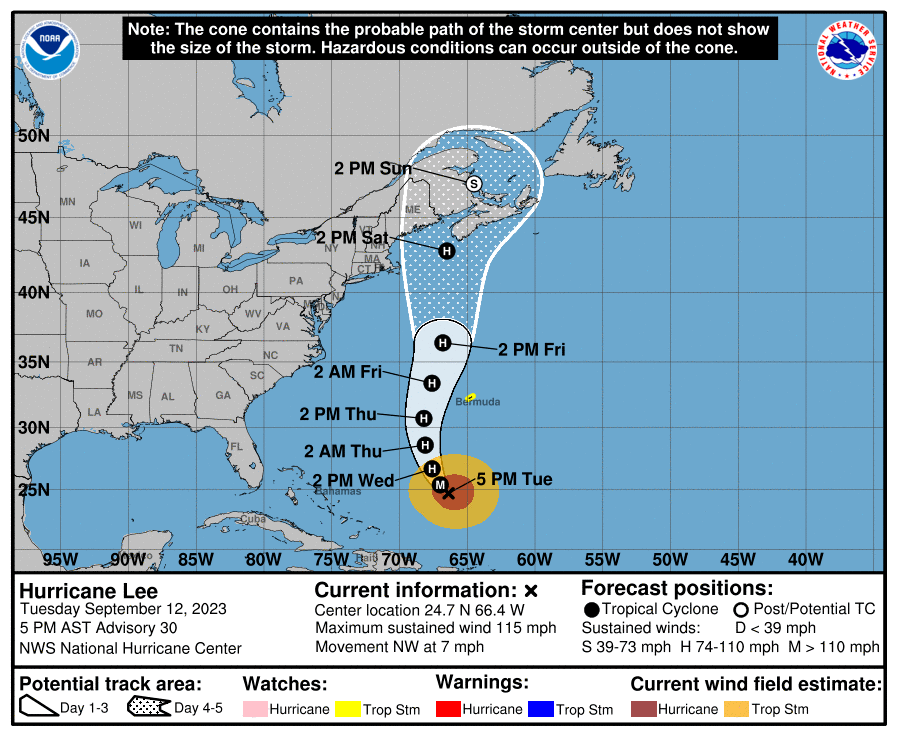 Note: The cone contains the probable path of the storm center but does not show
the size of the storm. Hazardous conditions can occur outside of the cone.
NOAA
NATIONAL WEATHER SERVICE
50N
2 PM Sun
S
MN
ME
45N
WI
VT
2 PM Sat
H
MI
NY
NH
MA
CT
IA
40N
PA
IL
IN
OH
MO
WV
KY
VA
H
2 PM Fri
35N
TN
NC
AR
2 AM Fri
H
SC
Bermuda
MS
AL
GA
LA
2 PM Thu
H
30N
FL
2 AM Thu
H
H
2 PM Wed
M
5 PM Tue
25N
Bahamas
Cuba
Mexico
Haiti
95W 90W 85W 80W 75W 70W 65W 60W 55W 50W 45W 40W
Hurricane Lee
Tuesday September 12, 2023
5 PM AST Advisory 30
NWS National Hurricane Center
Current information: ×
Center location 24.7 N 66.4 W
Maximum sustained wind 115 mph
Movement NW at 7 mph
Forecast positions:
Tropical Cyclone Post/Potential TC
Sustained winds: D < 39 mph
S 39-73 mph H 74-110 mph M > 110 mph
Potential track area:
Day 1-3 Day 4-5
Watches:
Hurricane Trop Stm
Warnings:
Hurricane Trop Stm
Current wind field estimate:
Hurricane Trop Stm